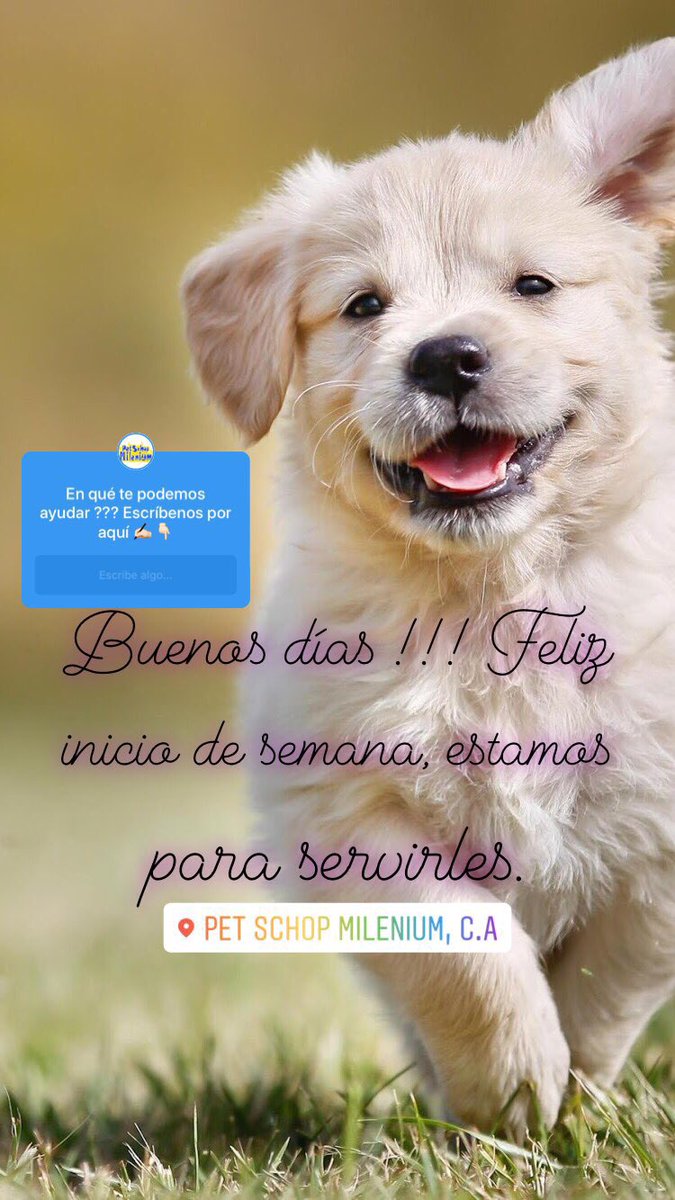 Pet Schop
Milenium
En qué te podemos
ayudar ??? Escríbenos por
aquí ✍🏻👇🏻
Escribe algo...
Buenos días !!! Feliz
inicio de semana, estamos
para servirles.
PET SCHOP MILENIUM, C.A